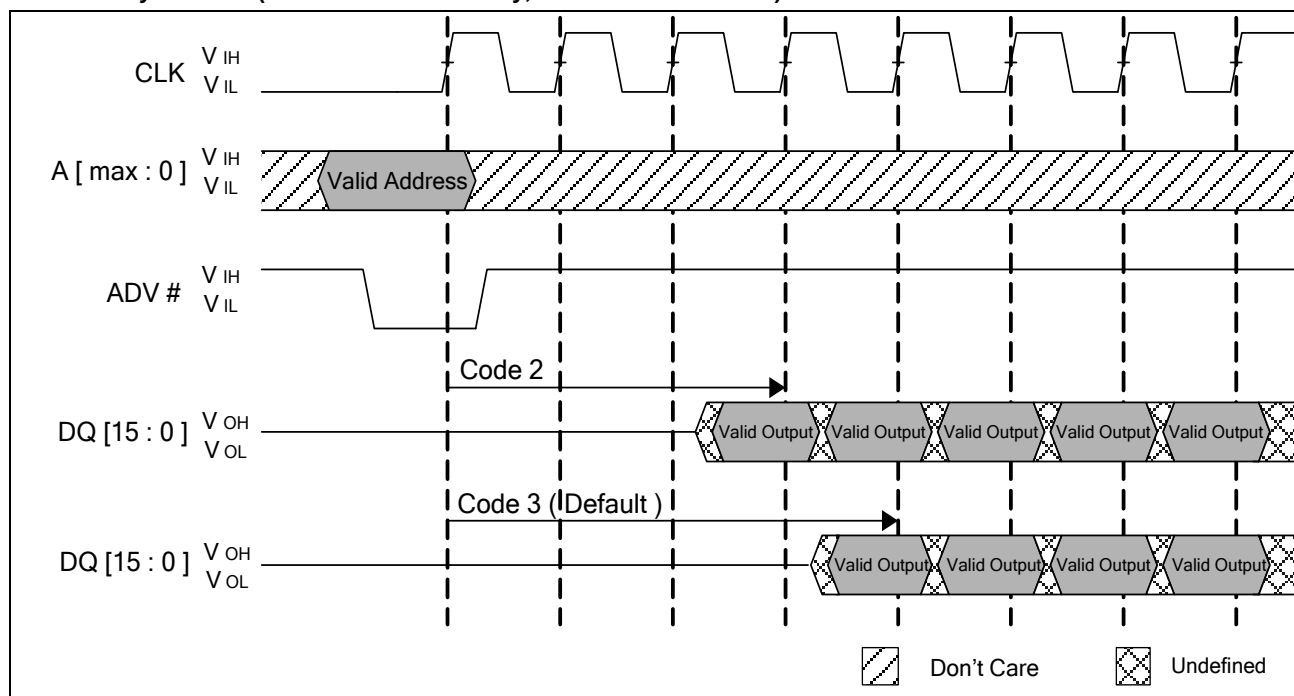 CLK V IH
V IL
A [ max : 0 ] V IH
V IL
Valid Address
ADV # V IH
V IL
Code 2
DQ [15 : 0 ] V OH
V OL
Valid Output Valid Output Valid Output Valid Output Valid Output
Code 3 ( Default )
DQ [15 : 0 ] V OH
V OL
Valid Output Valid Output Valid Output Valid Output
Don't Care Undefined